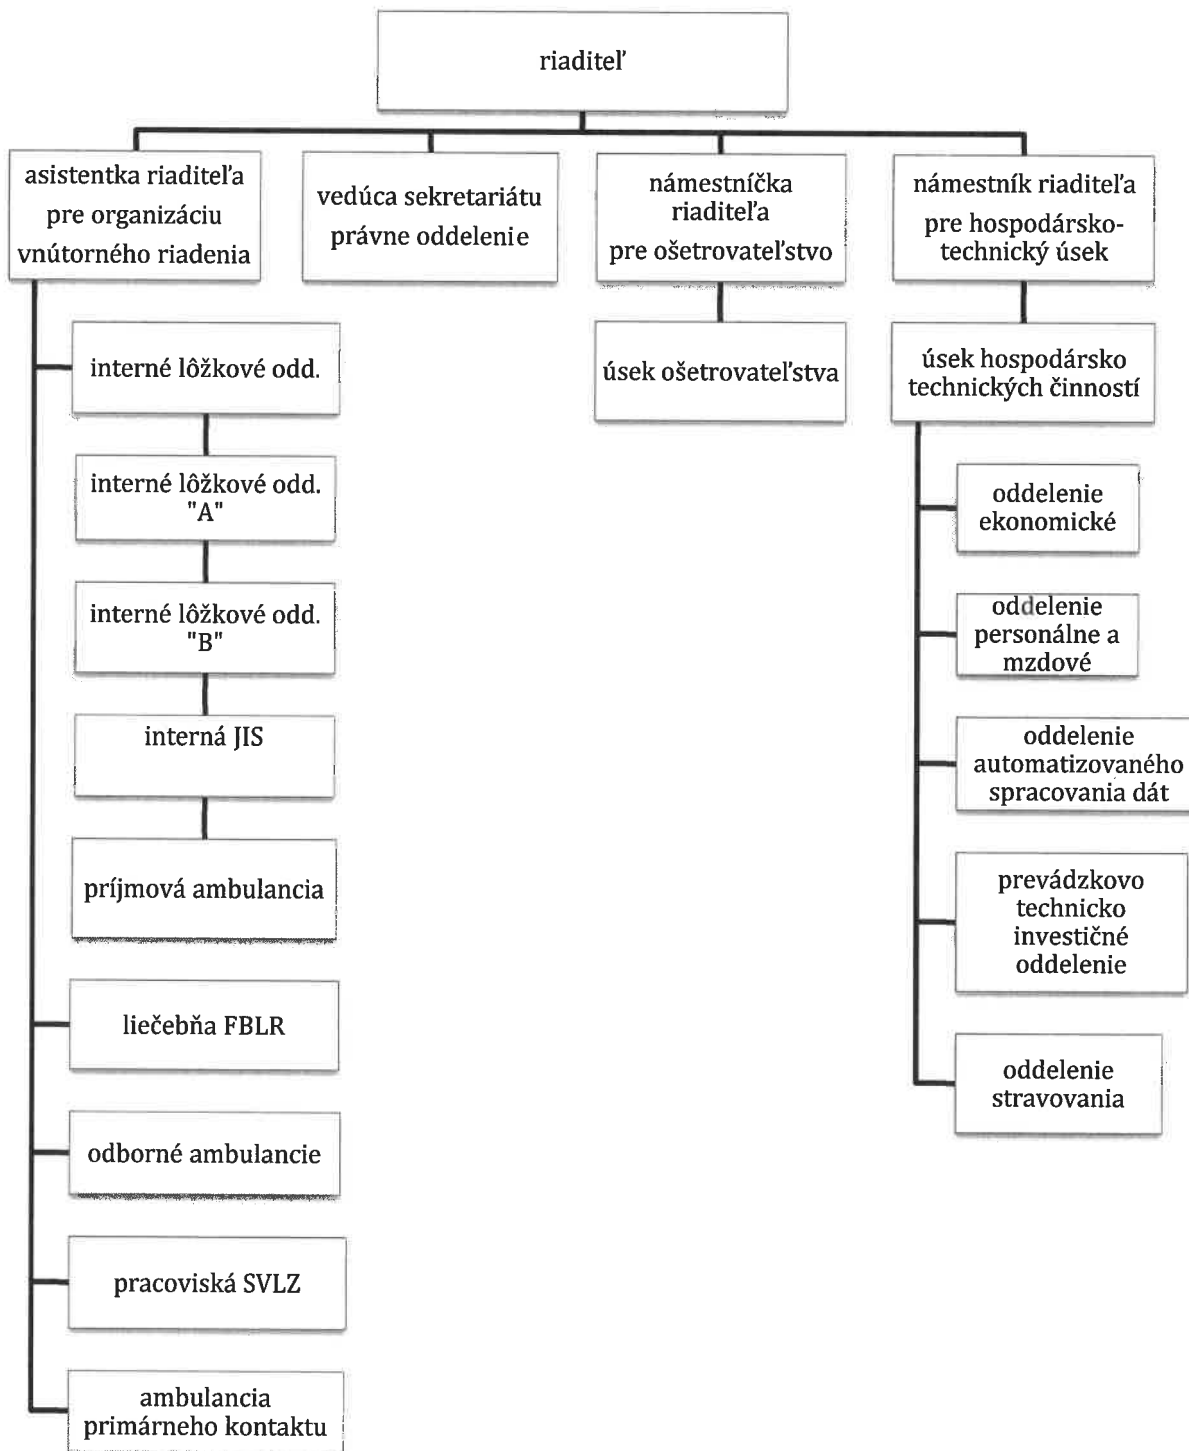 riaditeľ
asistentka riaditeľa
pre organizáciu
vnútorného riadenia
vedúca sekretariátu
právne oddelenie
námestníčka
riaditeľa
pre ošetrovateľstvo
námestník riaditeľa
pre hospodársko-
technický úsek
interné lôžkové odd.
interné lôžkové odd.
"A"
interné lôžkové odd.
"B"
interná JIS
príjmová ambulancia
liečebňa FBLR
odborné ambulancie
pracoviská SVLZ
ambulancia
primárneho kontaktu
úsek ošetrovateľstva
úsek hospodársko
technických činností
oddelenie
ekonomické
oddelenie
personálne a
mzdové
oddelenie
automatizovaného
spracovania dát
prevádzkovo
technicko
investičné
oddelenie
oddelenie
stravovania